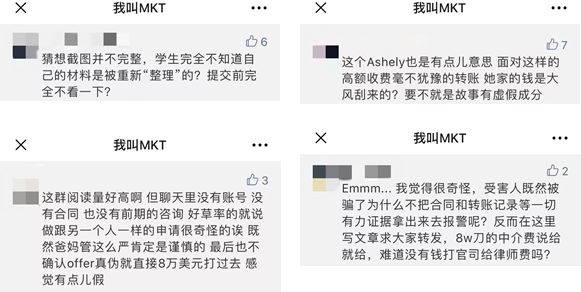 × 我叫MKT ...
6
猜想截图并不完整，学生完全不知道自
己的材料是被重新“整理”的？提交前完
全不看一下？
× 我叫MKT ...
7
这个Ashely也是有点儿意思 面对这样的
高额收费毫不犹豫的转账 她家的钱是大
风刮来的？要不就是故事有虚假成分
× 我叫MKT ...
3
这群阅读量好高啊 但聊天里没有账号 没
有合同 也没有前期的咨询 好草率的就说
做跟另一个人一样的申请很奇怪的诶 既
然爸妈管这么严肯定是谨慎的 最后也不
确认offer真伪就直接8万美元打过去 感
觉有点儿假
× 我叫MKT ...
2
Emmm... 我觉得很奇怪，受害人既然被
骗了为什么不把合同和转账记录等一切
有力证据拿出来去报警呢？反而在这里
写文章求大家转发，8w刀的中介费说给
就给，难道没有钱打官司给律师费吗？